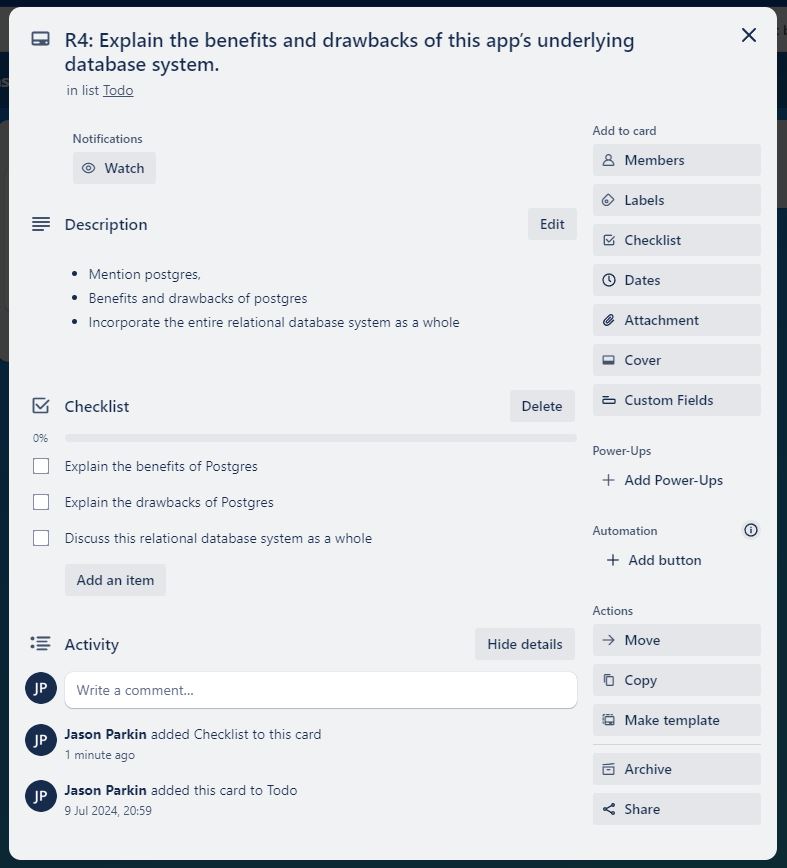 R4: Explain the benefits and drawbacks of this app's underlying
database system.
in list Todo
Notifications
Watch
Description
Edit
Mention postgres,
Benefits and drawbacks of postgres
Incorporate the entire relational database system as a whole
Checklist
Delete
0%
Explain the benefits of Postgres
Explain the drawbacks of Postgres
Discuss this relational database system as a whole
Add an item
Activity
Hide details
JP
Write a comment…
JP
Jason Parkin added Checklist to this card
1 minute ago
JP
Jason Parkin added this card to Todo
9 Jul 2024, 20:59
Add to card
Members
Labels
Checklist
Dates
Attachment
Cover
Custom Fields
Power-Ups
Add Power-Ups
Automation
Add button
Actions
Move
Copy
Make template
Archive
Share